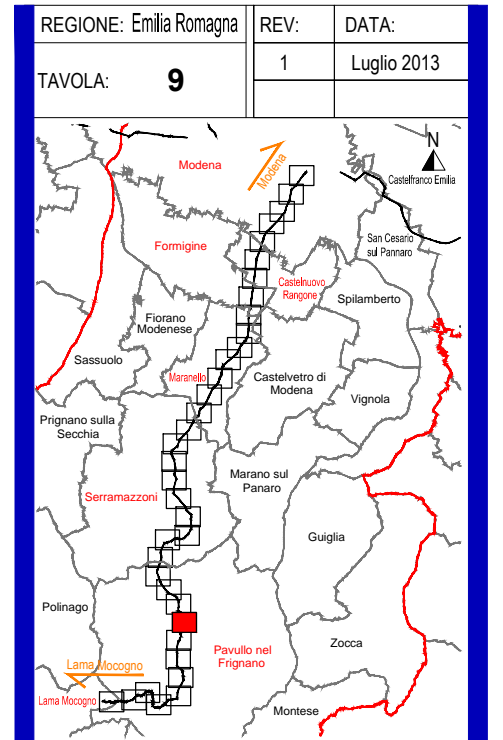 REGIONE: Emilia Romagna
REV:
DATA:
TAVOLA: 9
1
Luglio 2013
N
Modena
Modena
Castelfranco Emilia
San Cesario
sul Pannaro
Formigine
Castelnuovo
Rangone
Spilamberto
Fiorano
Modenese
Sassuolo
Maranello
Castelvetro di
Modena
Vignola
Prignano sulla
Secchia
Marano sul
Panaro
Serramazzoni
Guiglia
Polinago
Zocca
Pavullo nel
Frignano
Lama Mocogno
Lama Mocogno
Montese